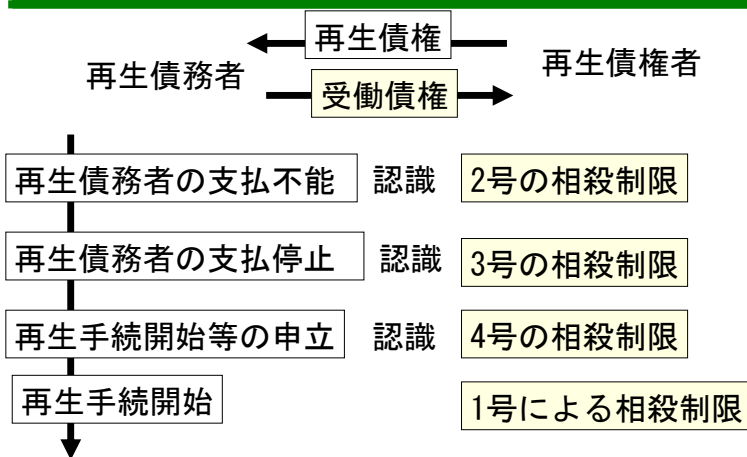 再生債権
再生債務者
再生債権者
受働債権
再生債務者の支払不能 認識 2号の相殺制限
再生債務者の支払停止 認識 3号の相殺制限
再生手続開始等の申立 認識 4号の相殺制限
再生手続開始 1号による相殺制限